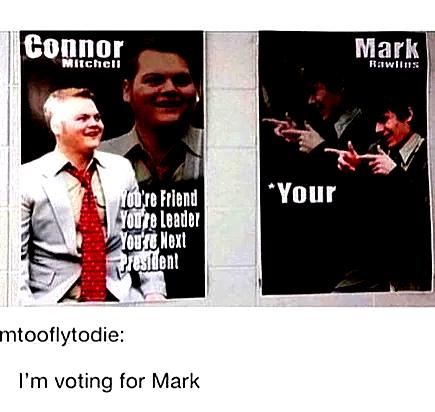 Connor
Mitchell
You're Friend
You're Leader
You're Next
President
Mark
Rawlins
*Your
mtooflytodie:
I'm voting for Mark